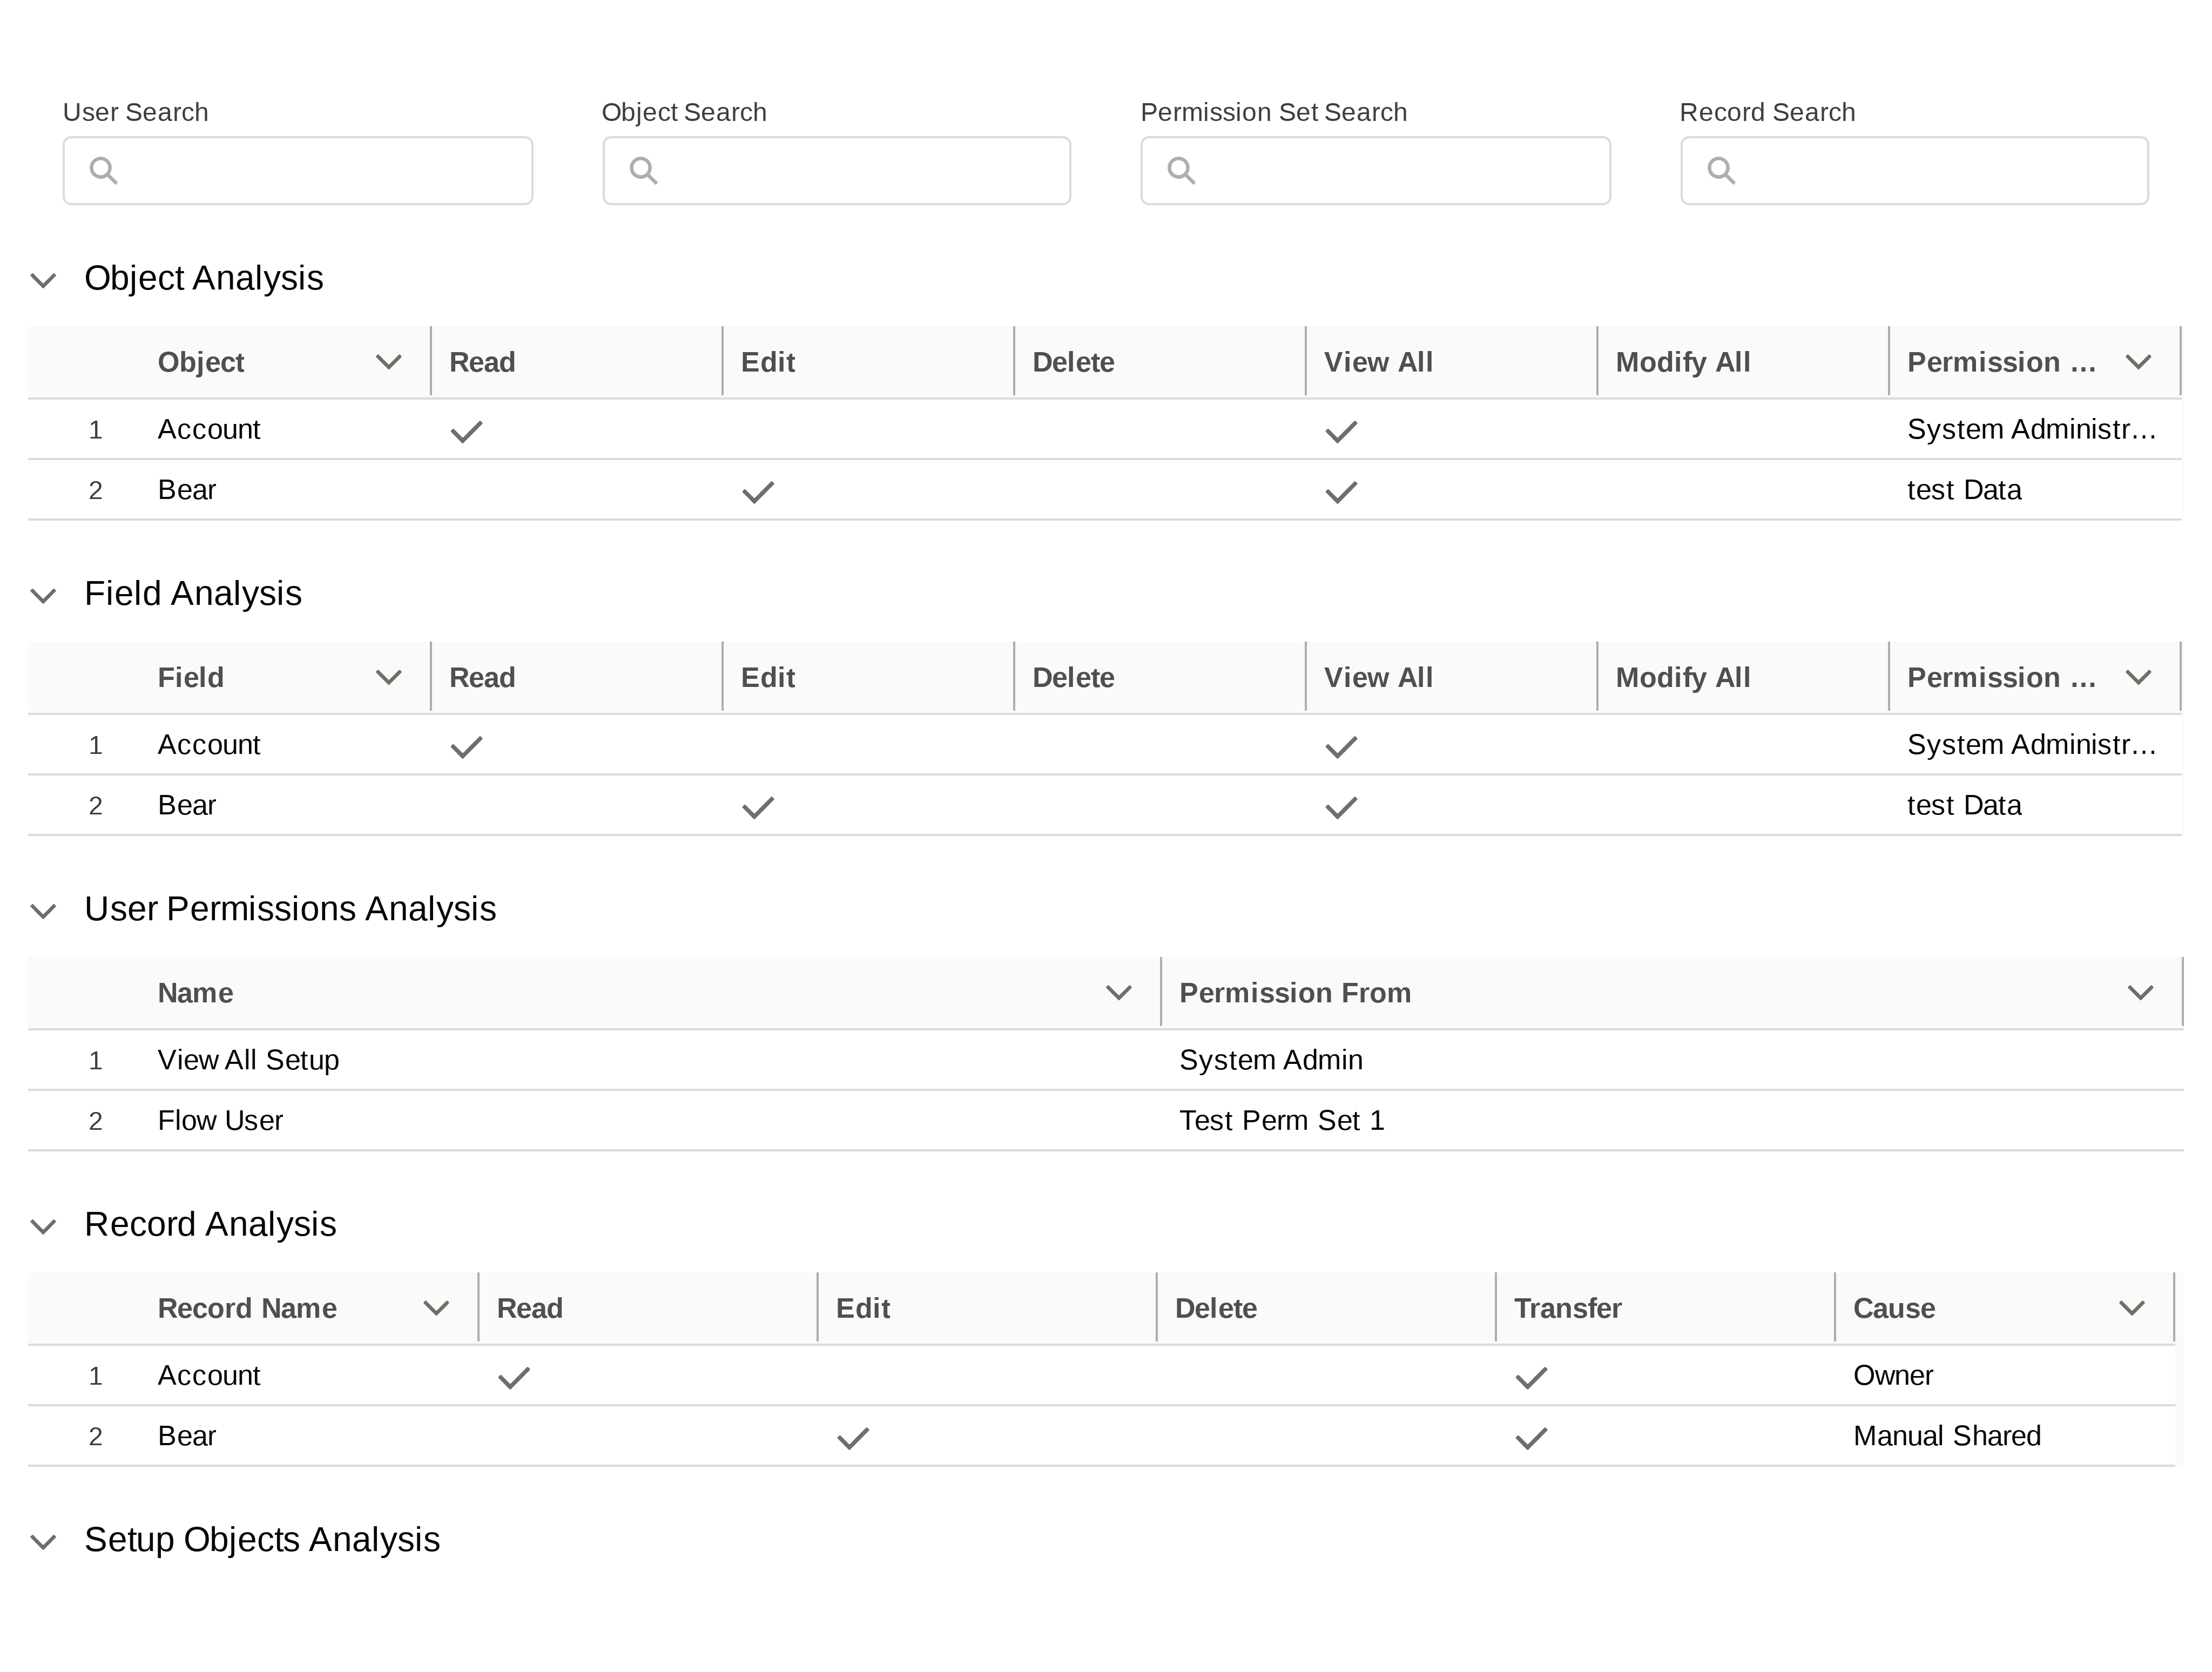 User Search Object Search Permission Set Search Record Search
Object Analysis
Object Read Edit Delete View All Modify All Permission ...
1 Account System Administr...
2 Bear test Data
Field Analysis
Field Read Edit Delete View All Modify All Permission ...
1 Account System Administr...
2 Bear test Data
User Permissions Analysis
Name Permission From
1 View All Setup System Admin
2 Flow User Test Perm Set 1
Record Analysis
Record Name Read Edit Delete Transfer Cause
1 Account Owner
2 Bear Manual Shared
Setup Objects Analysis